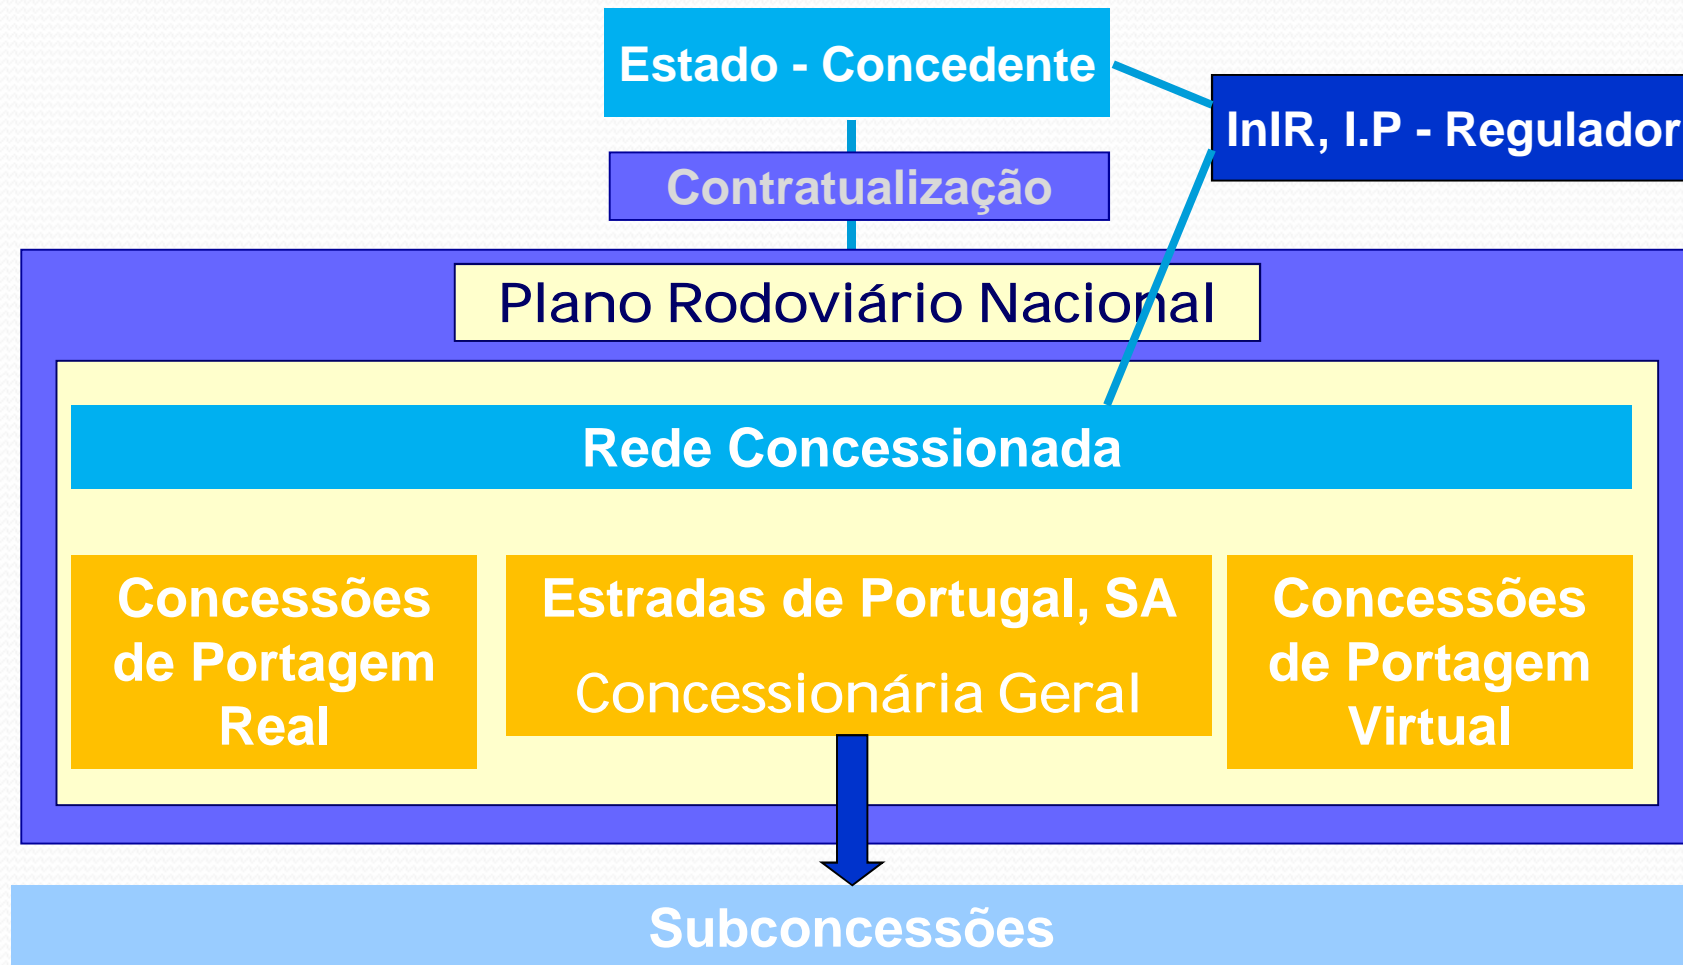 Estado - Concedente
InIR, I.P - Regulador
Contratualização
Plano Rodoviário Nacional
Rede Concessionada
Concessões
de Portagem
Real
Estradas de Portugal, SA
Concessionária Geral
Concessões
de Portagem
Virtual
Subconcessões